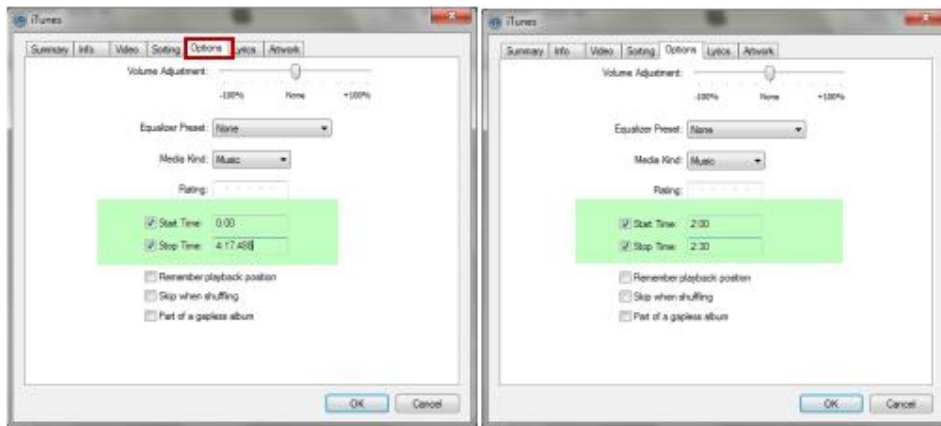 iTunes
Summary Info Video Sorting Options Lyrics Artwork
Volume Adjustment:
-100% None +100%
Equalizer Preset: None
Media Kind: Music
Rating:
Start Time: 0:00
Stop Time: 4:17.488
Remember playback position
Skip when shuffling
Part of a gapless album
OK Cancel
iTunes
Summary Info Video Sorting Options Lyrics Artwork
Volume Adjustment:
-100% None +100%
Equalizer Preset: None
Media Kind: Music
Rating:
Start Time: 2:00
Stop Time: 2:30
Remember playback position
Skip when shuffling
Part of a gapless album
OK Cancel